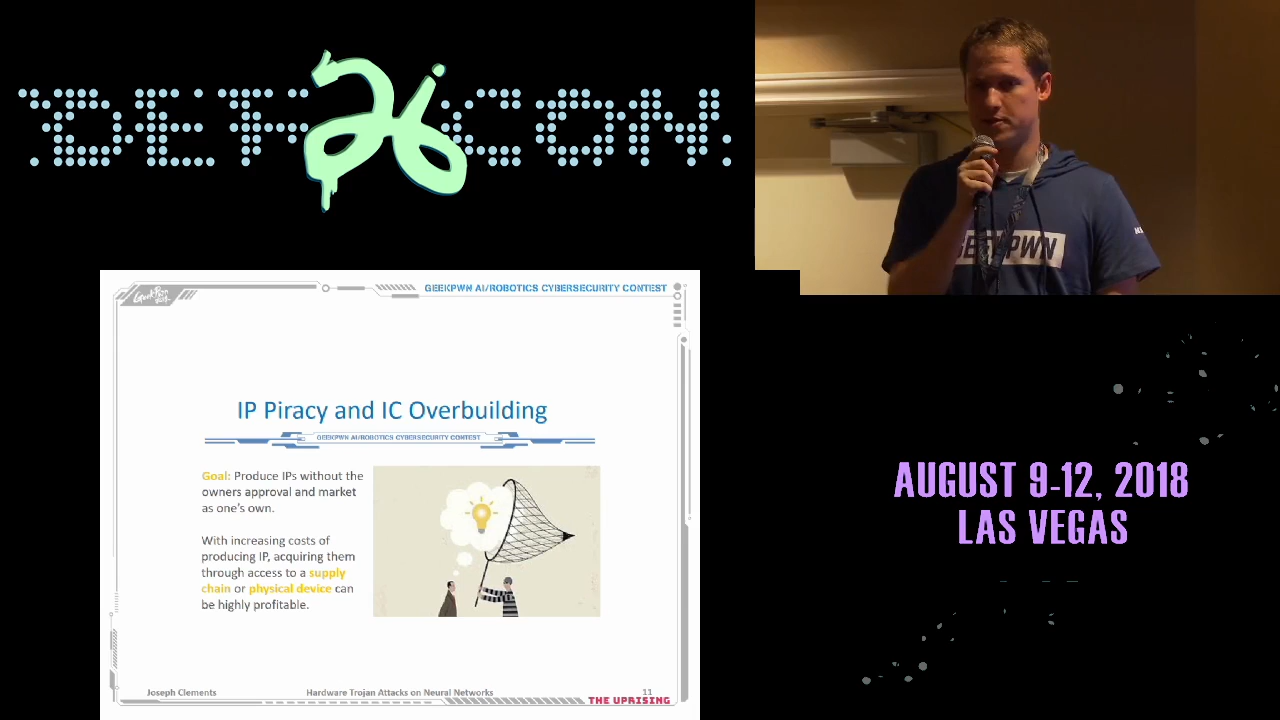 DEF 26 CON
GEEKPWN
GeekPwn
GEEKPWN AI/ROBOTICS CYBERSECURITY CONTEST
IP Piracy and IC Overbuilding
GEEKPWN AI/ROBOTICS CYBERSECURITY CONTEST
Goal: Produce IPs without the
owners approval and market
as one's own.
With increasing costs of
producing IP, acquiring them
through access to a supply
chain or physical device can
be highly profitable.
Joseph Clements
Hardware Trojan Attacks on Neural Networks
11
THE UPRISING
AUGUST 9-12, 2018
LAS VEGAS